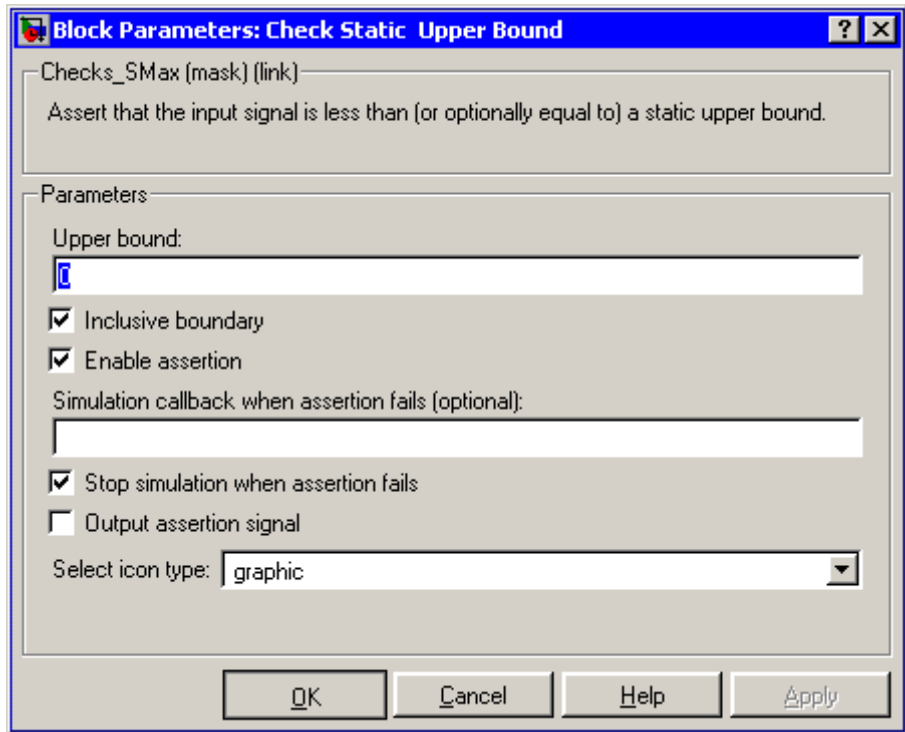 Block Parameters: Check Static Upper Bound
Checks_SMax (mask) (link)
Assert that the input signal is less than (or optionally equal to) a static upper bound.
Parameters
Upper bound:
0
Inclusive boundary
Enable assertion
Simulation callback when assertion fails (optional):
Stop simulation when assertion fails
Output assertion signal
Select icon type: graphic
OK Cancel Help Apply